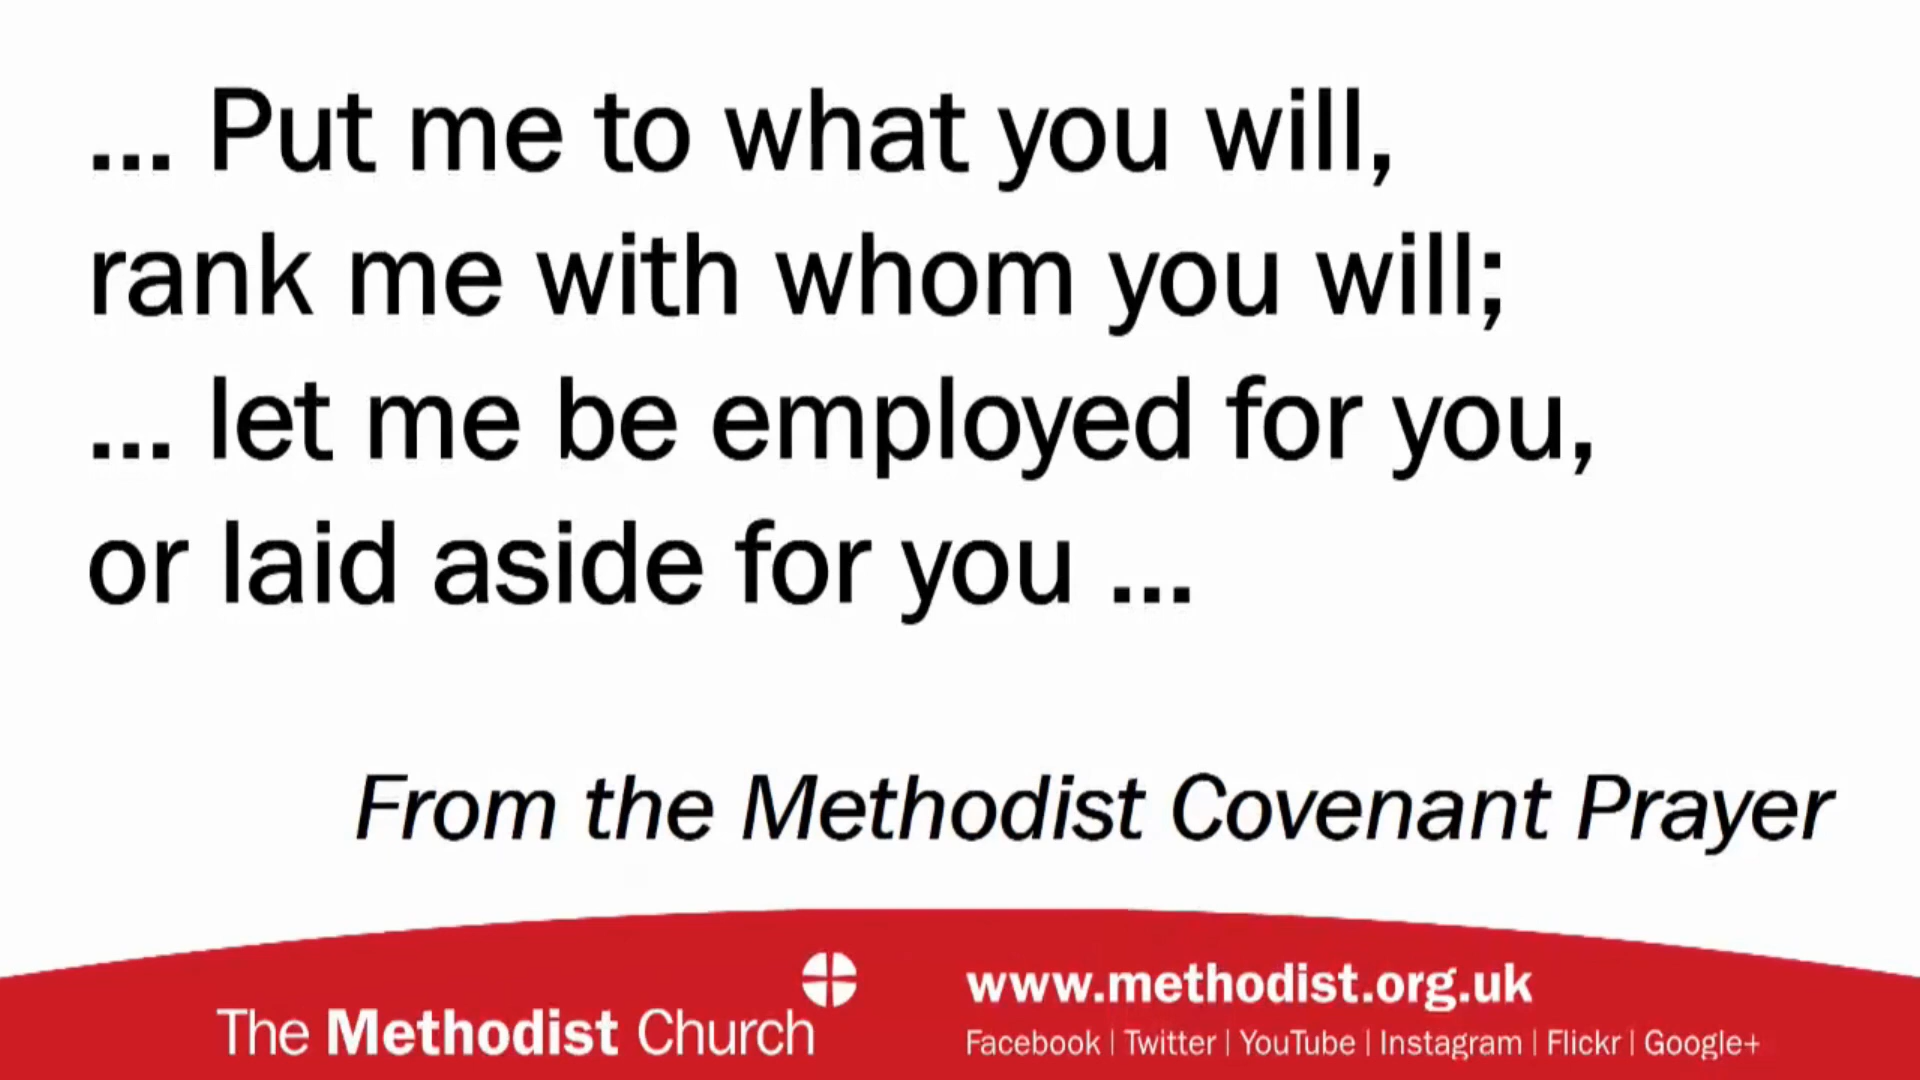 ... Put me to what you will,
rank me with whom you will;
... let me be employed for you,
or laid aside for you ...
From the Methodist Covenant Prayer
The Methodist Church
www.methodist.org.uk
Facebook | Twitter | YouTube | Instagram | Flickr | Google+